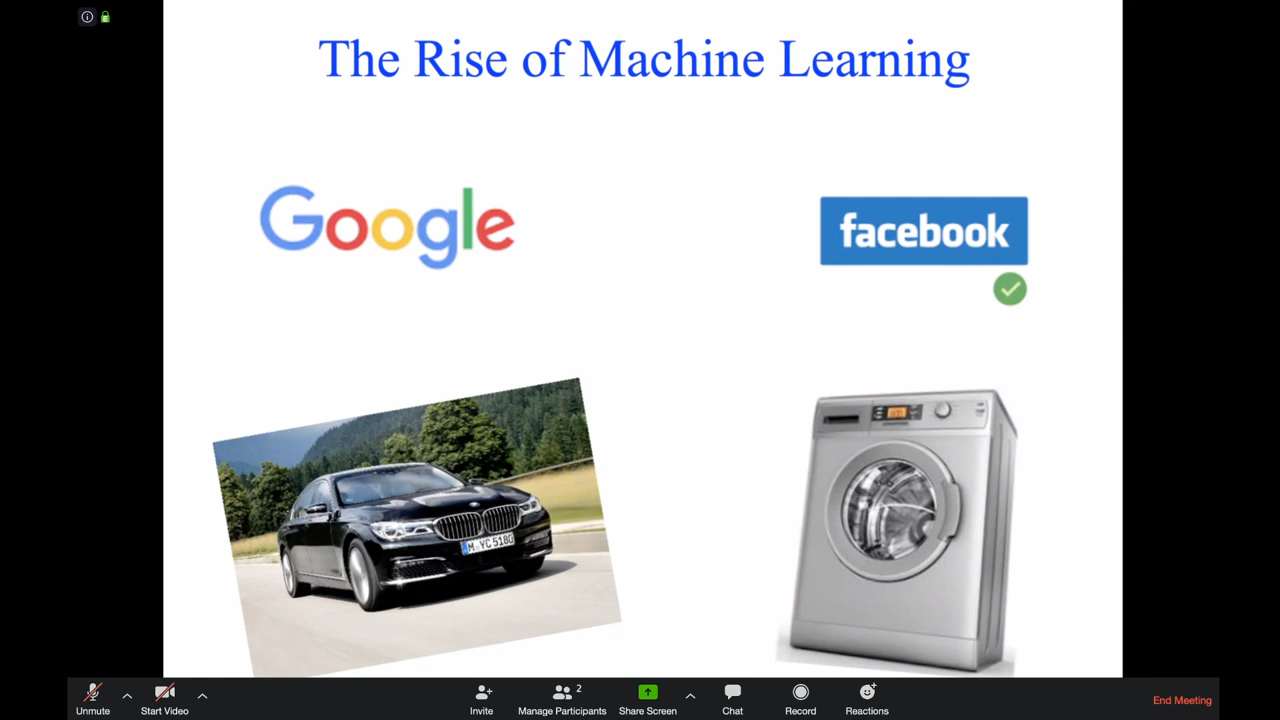 The Rise of Machine Learning
Google
facebook
M YC 5180
2
Unmute
Start Video
Invite
Manage Participants
Share Screen
Chat
Record
Reactions
End Meeting